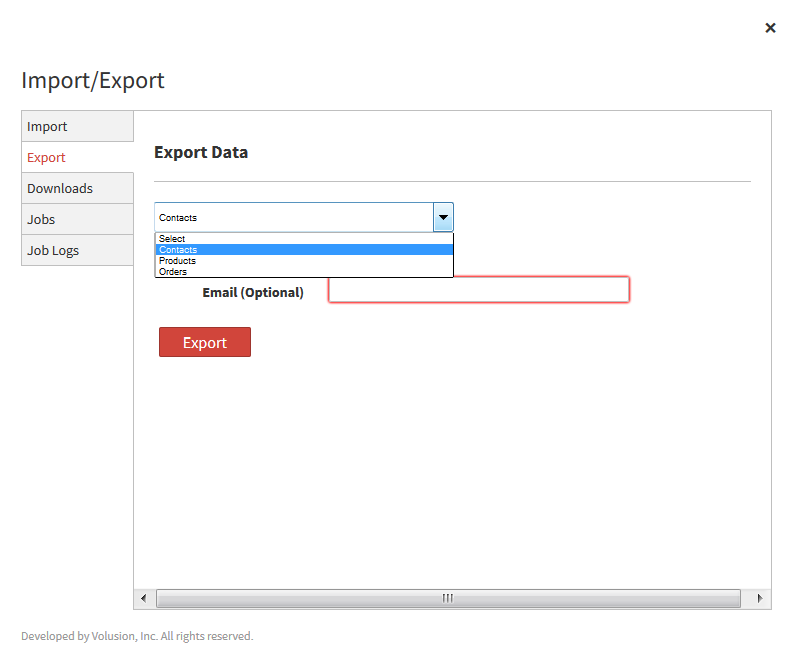 ×
Import/Export
Import
Export
Downloads
Jobs
Job Logs
Export Data
Contacts
Select
Contacts
Products
Orders
Email (Optional)
Export
Developed by Volusion, Inc. All rights reserved.